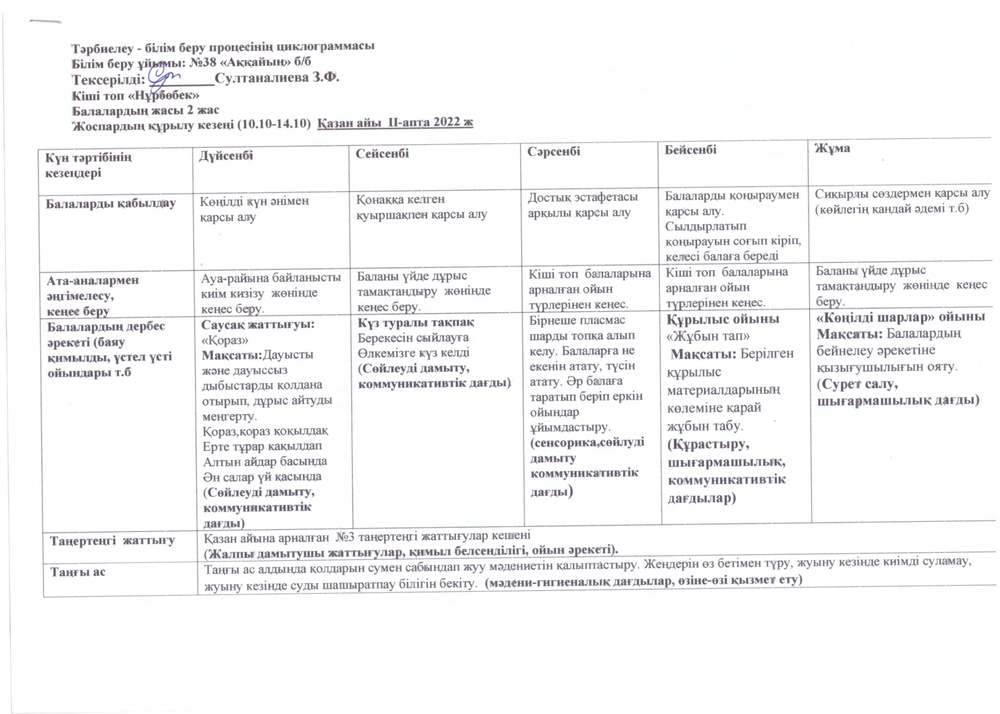 Тәрбиелеу - білім беру процесінің циклограммасы
Білім беру ұйымы: №38 «Аққайың» б/б
Тексерілді: __________Султаналиева З.Ф.
Кіші топ «Нұрбөбек»
Балалардың жасы 2 жас
Жоспардың құрылу кезеңі (10.10-14.10) Қазан айы II-апта 2022 ж
Күн тәртібінің
кезеңдері
Дүйсенбі
Сейсенбі
Сәрсенбі
Бейсенбі
Жұма
Балаларды қабылдау
Көңілді күн әнімен
қарсы алу
Қонаққа келген
қуыршақпен қарсы алу
Достық эстафетасы
арқылы қарсы алу
Балаларды қоңыраумен
қарсы алу.
Сылдырлатып
қоңырауын соғып кіріп,
келесі балаға береді
Сиқырлы сөздермен қарсы алу
(көйлегің қандай әдемі т.б)
Ата-аналармен
әңгімелесу,
кеңес беру
Ауа-райына байланысты
киім кизізу жөнінде
кеңес беру.
Баланы үйде дұрыс
тамақтандыру жөнінде
кеңес беру.
Кіші топ балаларына
арналған ойын
түрлерінен кеңес.
Кіші топ балаларына
арналған ойын
түрлерінен кеңес.
Баланы үйде дұрыс
тамақтандыру жөнінде кеңес
беру.
Балалардың дербес
әрекеті (баяу
қимылды, үстел үсті
ойындары т.б
Саусақ жаттығуы:
«Қораз»
Мақсаты:Дауысты
және дауыссыз
дыбыстарды қолдана
отырып, дұрыс айтуды
меңгерту.
Қораз,қораз қоқылдақ
Ерте тұрар қақылдап
Алтын айдар басында
Ән салар үй қасында
(Сөйлеуді дамыту,
коммуникативтік
дағды)
Күз туралы тақпақ
Берекесін сыйлауға
Өлкемізге күз келді
(Сөйлеуді дамыту,
коммуникативтік дағды)
Бірнеше пласмас
шарды топқа алып
келу. Балаларға не
екенін атату, түсін
атату. Әр балаға
таратып беріп еркін
ойындар
ұйымдастыру.
(сенсорика,сөйлуді
дамыту
коммуникативтік
дағды)
Құрылыс ойыны
«Жұбын тап»
Мақсаты: Берілген
құрылыс
материалдарының
көлеміне қарай
жұбын табу.
(Құрастыру,
шығармашылық,
коммуникативтік
дағдылар)
«Көңілді шарлар» ойыны
Мақсаты: Балалардың
бейнелеу әрекетіне
қызығушылығын ояту.
(Сурет салу,
шығармашылық дағды)
Таңертеңгі жаттығу
Қазан айына арналған №3 таңертеңгі жаттығулар кешені
(Жалпы дамытушы жаттығулар, қимыл белсенділігі, ойын әрекеті).
Таңғы ас
Таңғы ас алдында қолдарын сумен сабындап жуу мәдениетін қалыптастыру. Жеңдерін өз бетімен түру, жуыну кезінде киімді суламау,
жуыну кезінде суды шашыратпау білігін бекіту. (мәдени-гигиеналық дағдылар, өзіне-өзі қызмет ету)